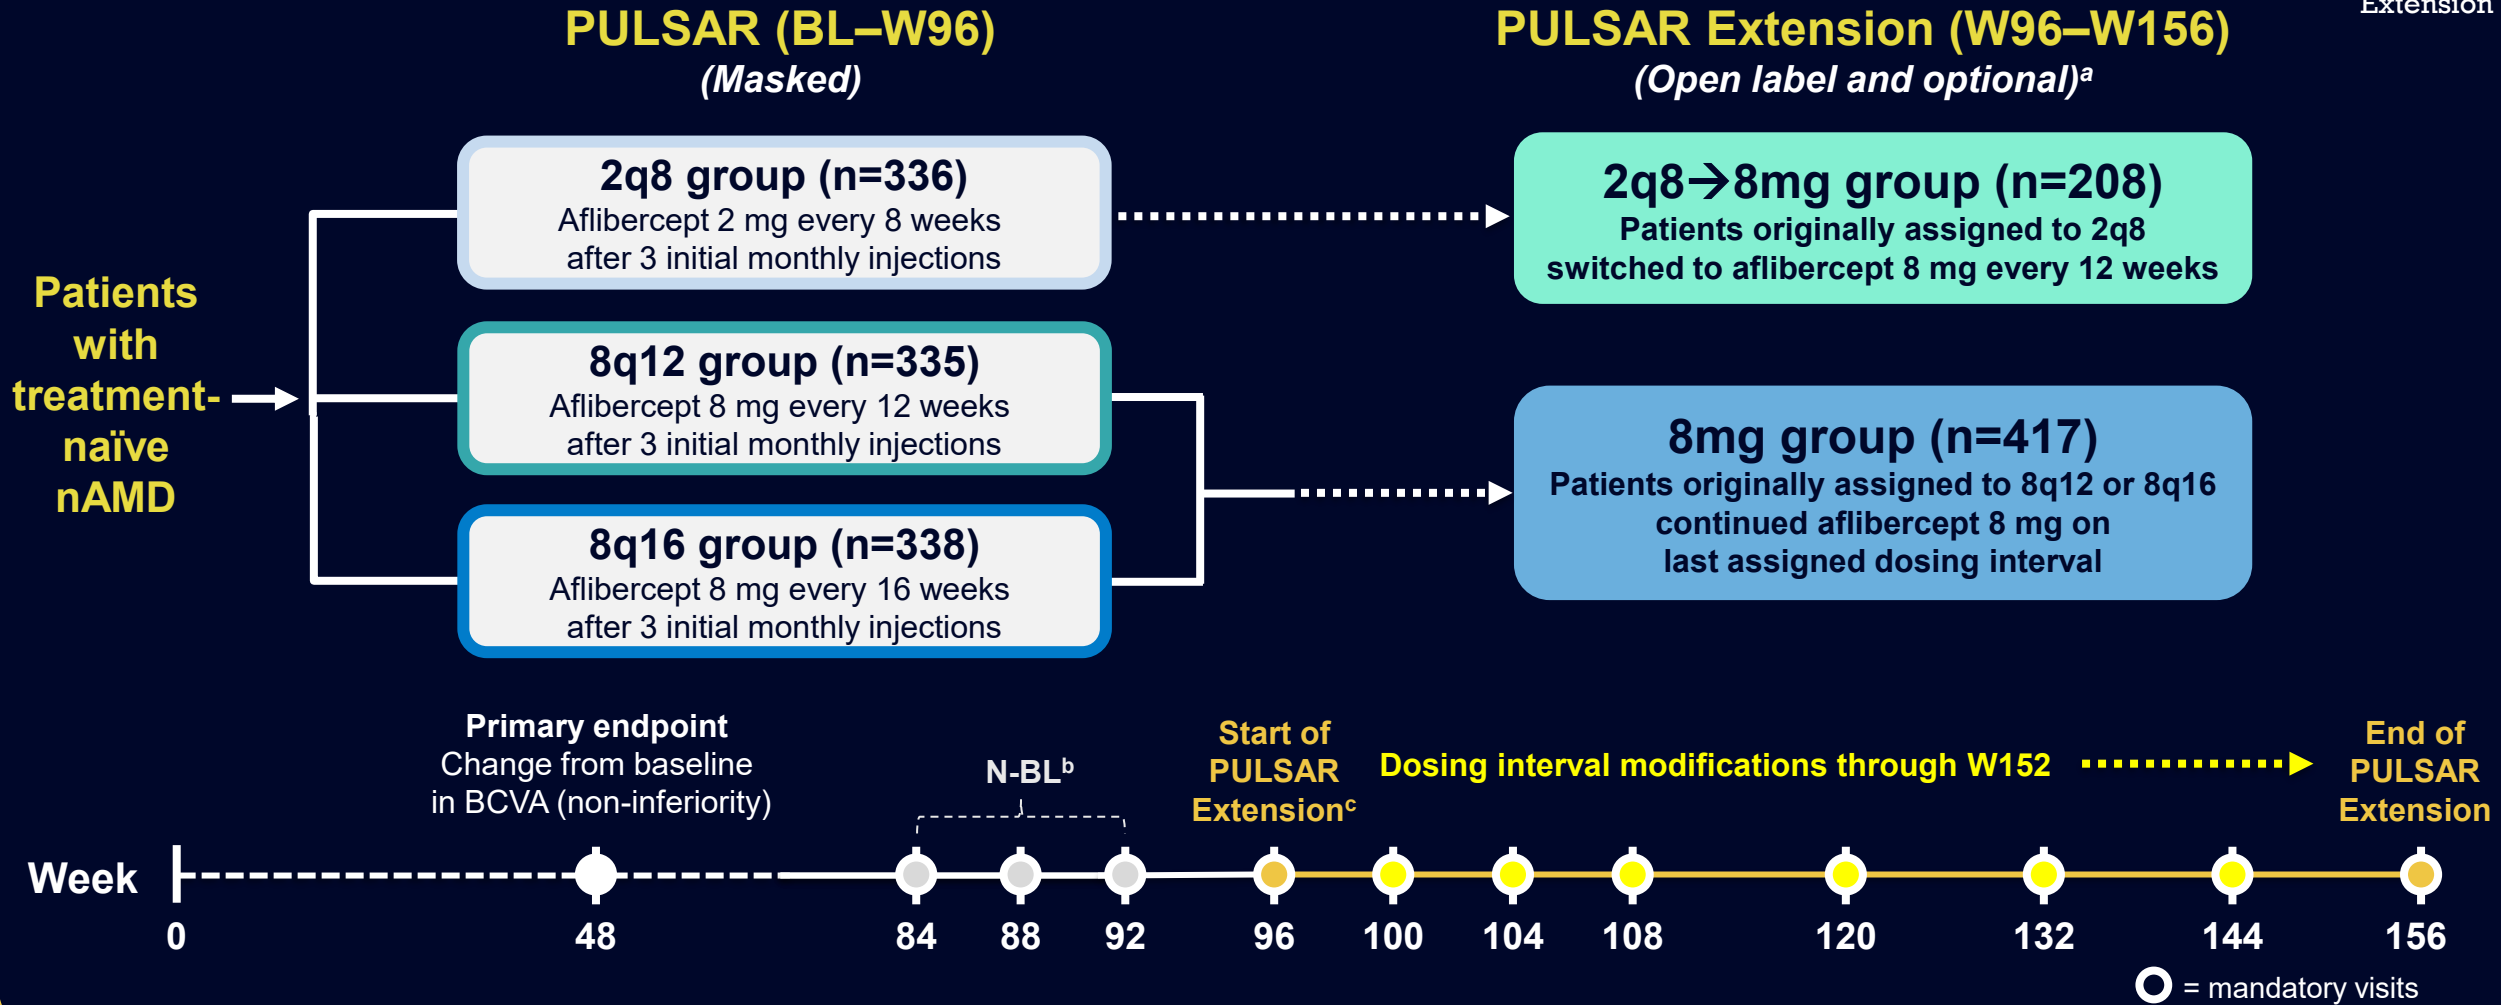 Extension
PULSAR (BL–W96)
(Masked)
PULSAR Extension (W96–W156)
(Open label and optional)ᵃ
Patients
with
treatment-
naïve
nAMD
2q8 group (n=336)
Aflibercept 2 mg every 8 weeks
after 3 initial monthly injections
8q12 group (n=335)
Aflibercept 8 mg every 12 weeks
after 3 initial monthly injections
8q16 group (n=338)
Aflibercept 8 mg every 16 weeks
after 3 initial monthly injections
2q8→8mg group (n=208)
Patients originally assigned to 2q8
switched to aflibercept 8 mg every 12 weeks
8mg group (n=417)
Patients originally assigned to 8q12 or 8q16
continued aflibercept 8 mg on
last assigned dosing interval
Primary endpoint
Change from baseline
in BCVA (non-inferiority)
N-BLᵇ
Start of
PULSAR
Extensionᶜ
Dosing interval modifications through W152
End of
PULSAR
Extension
Week
0 48 84 88 92 96 100 104 108 120 132 144 156
= mandatory visits